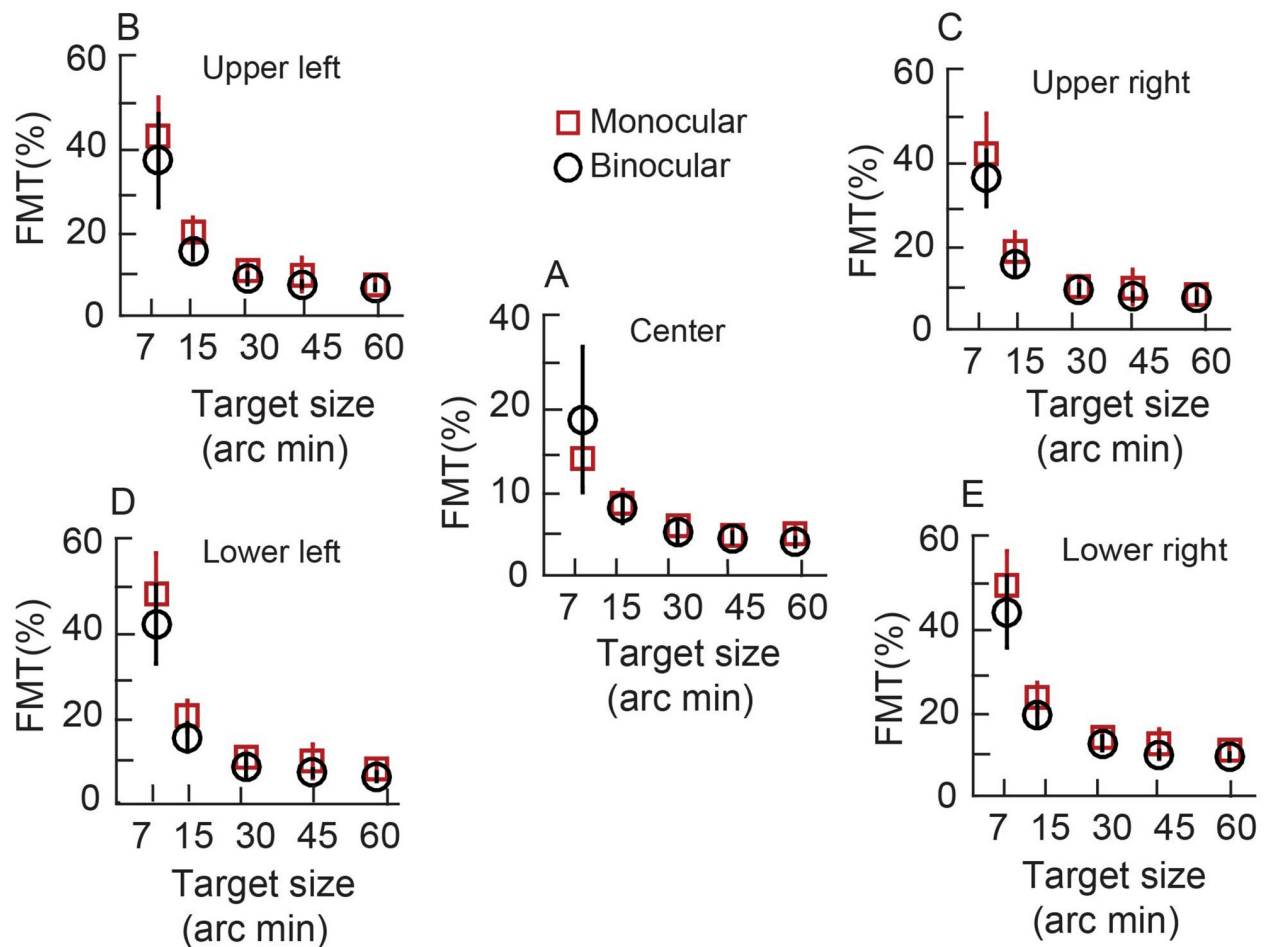 B
60
40
20
0
FMT(%)
Upper left
7 15 30 45 60
Target size
(arc min)
Monocular
Binocular
C
60
40
20
0
FMT(%)
Upper right
7 15 30 45 60
Target size
(arc min)
A
40
20
10
0
FMT(%)
Center
7 15 30 45 60
Target size
(arc min)
D
60
40
20
0
FMT(%)
Lower left
7 15 30 45 60
Target size
(arc min)
E
60
40
20
0
FMT(%)
Lower right
7 15 30 45 60
Target size
(arc min)